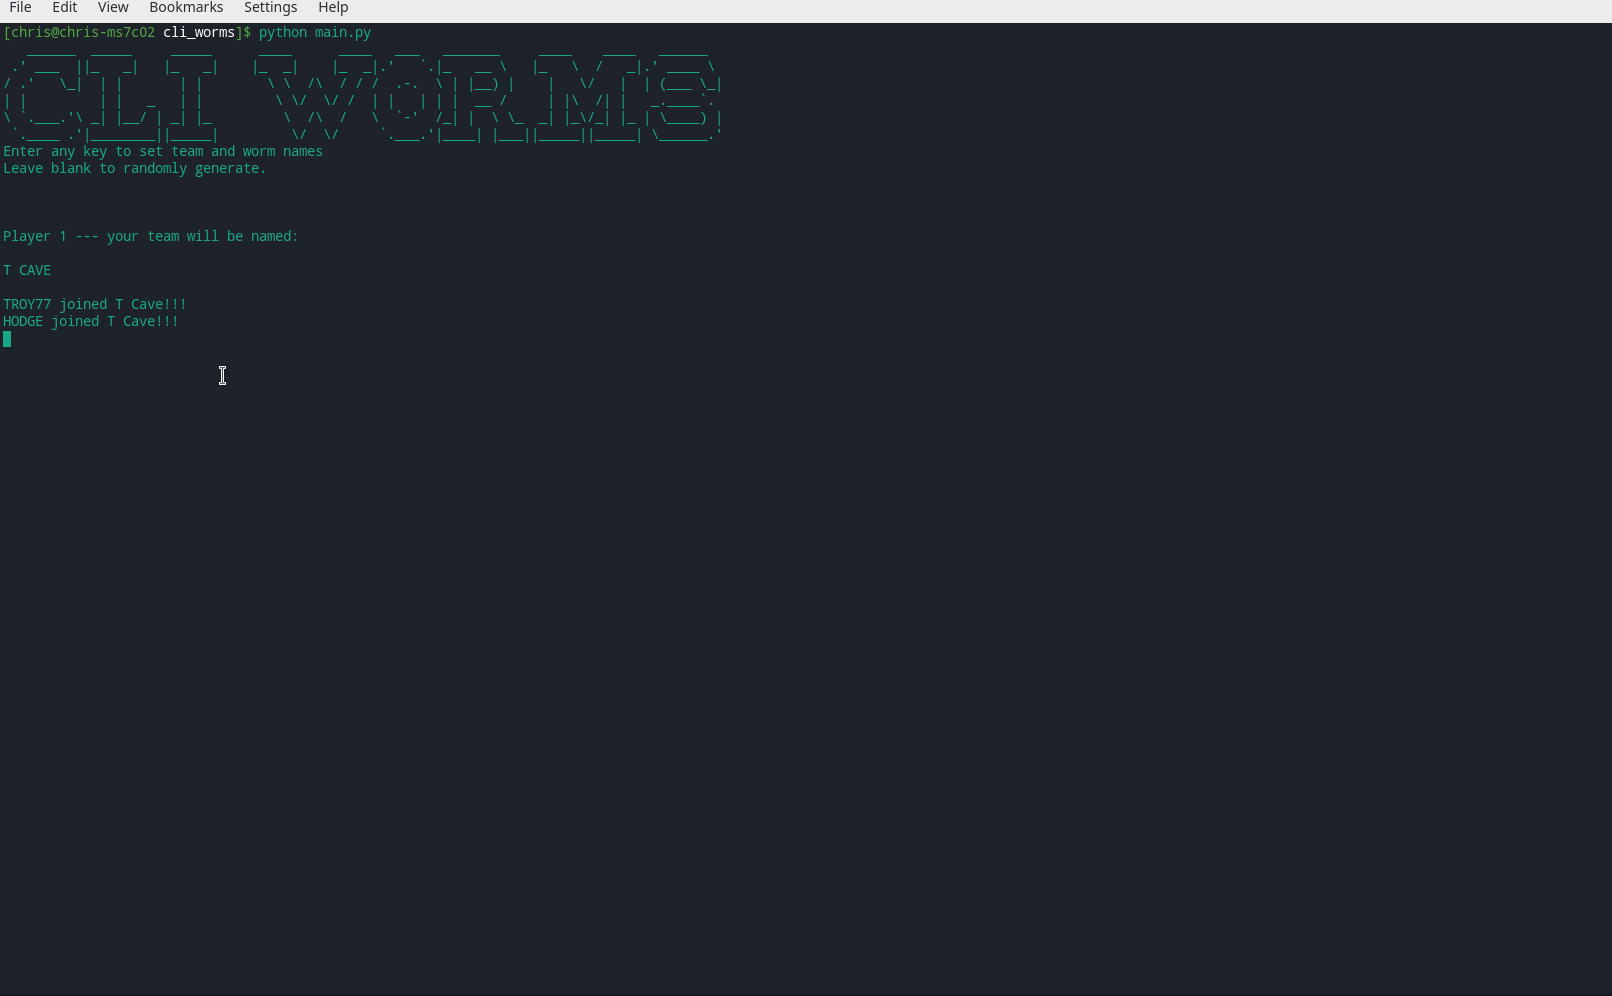 File Edit View Bookmarks Settings Help
[chris@chris-ms7c02 cli_worms]$ python main.py
CLI WORMS
Enter any key to set team and worm names
Leave blank to randomly generate.
Player 1 --- your team will be named:
T CAVE
TROY77 joined T Cave!!!
HODGE joined T Cave!!!